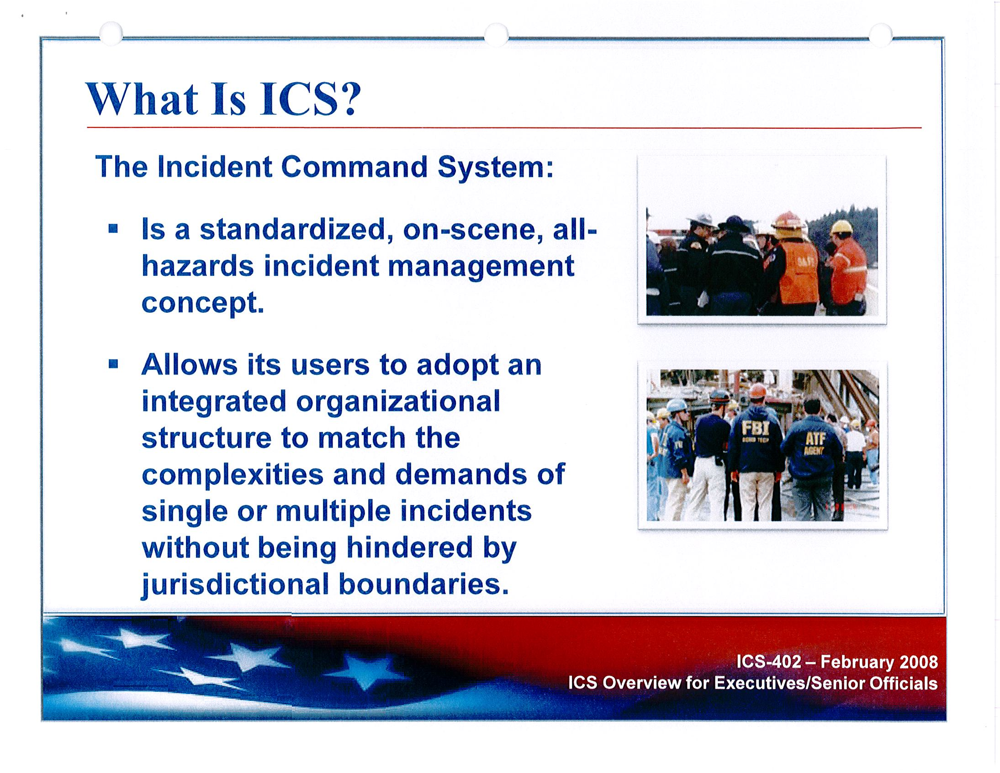 What Is ICS?
The Incident Command System:
▪ Is a standardized, on-scene, all-
hazards incident management
concept.
▪ Allows its users to adopt an
integrated organizational
structure to match the
complexities and demands of
single or multiple incidents
without being hindered by
jurisdictional boundaries.
FBI
BOMB TECH
ATF
AGENT
ICS-402 – February 2008
ICS Overview for Executives/Senior Officials